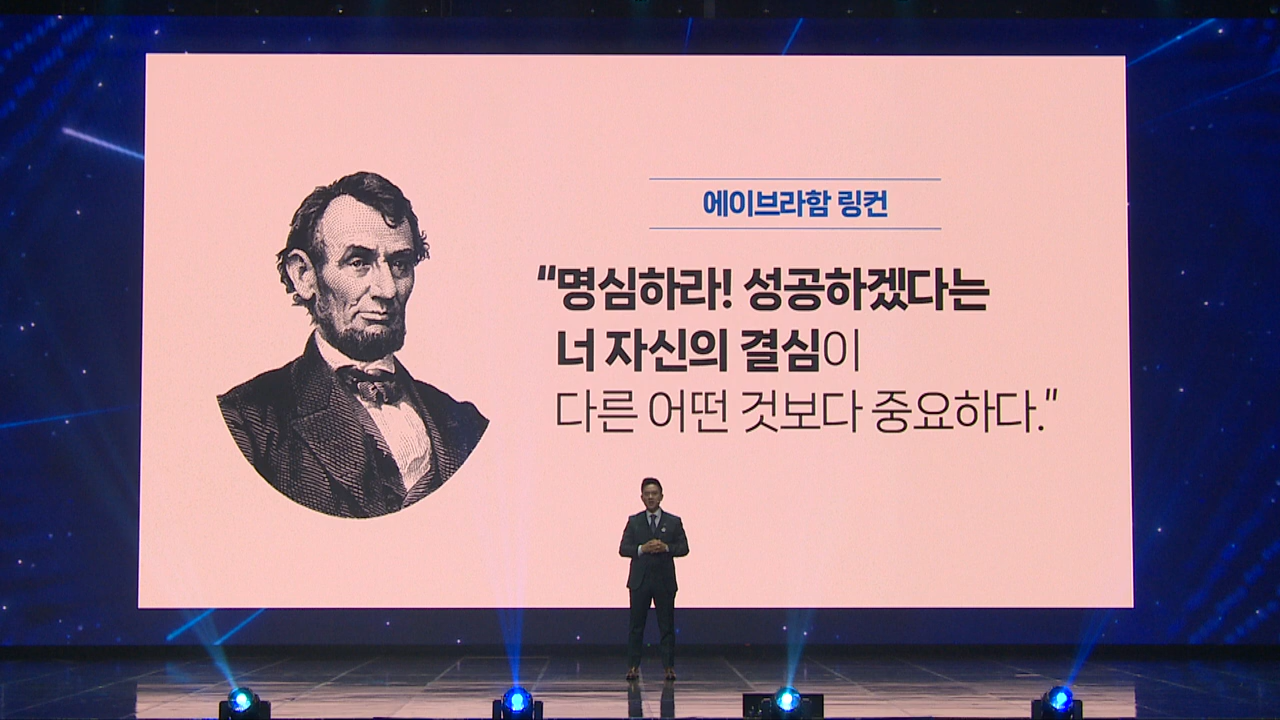 에이브라함 링컨
“명심하라! 성공하겠다는
너 자신의 결심이
다른 어떤 것보다 중요하다.”